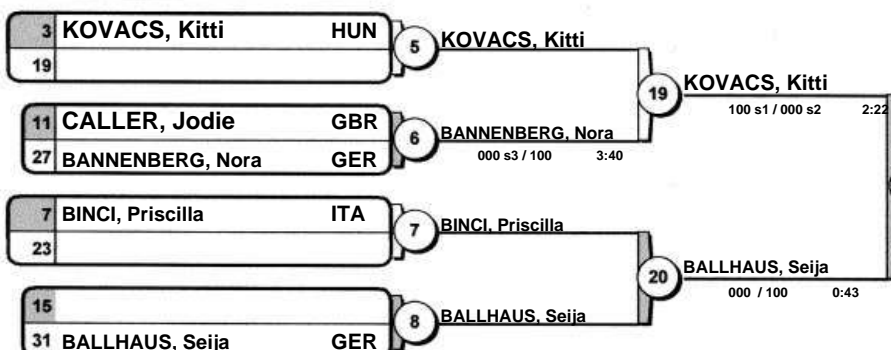 3 KOVACS, Kitti HUN
19
5
KOVACS, Kitti
11 CALLER, Jodie GBR
27 BANNENBERG, Nora GER
6
BANNENBERG, Nora
000 s3 / 100 3:40
19
KOVACS, Kitti
100 s1 / 000 s2 2:22
7 BINCI, Priscilla ITA
23
7
BINCI, Priscilla
15
31 BALLHAUS, Seija GER
8
BALLHAUS, Seija
20
BALLHAUS, Seija
000 / 100 0:43